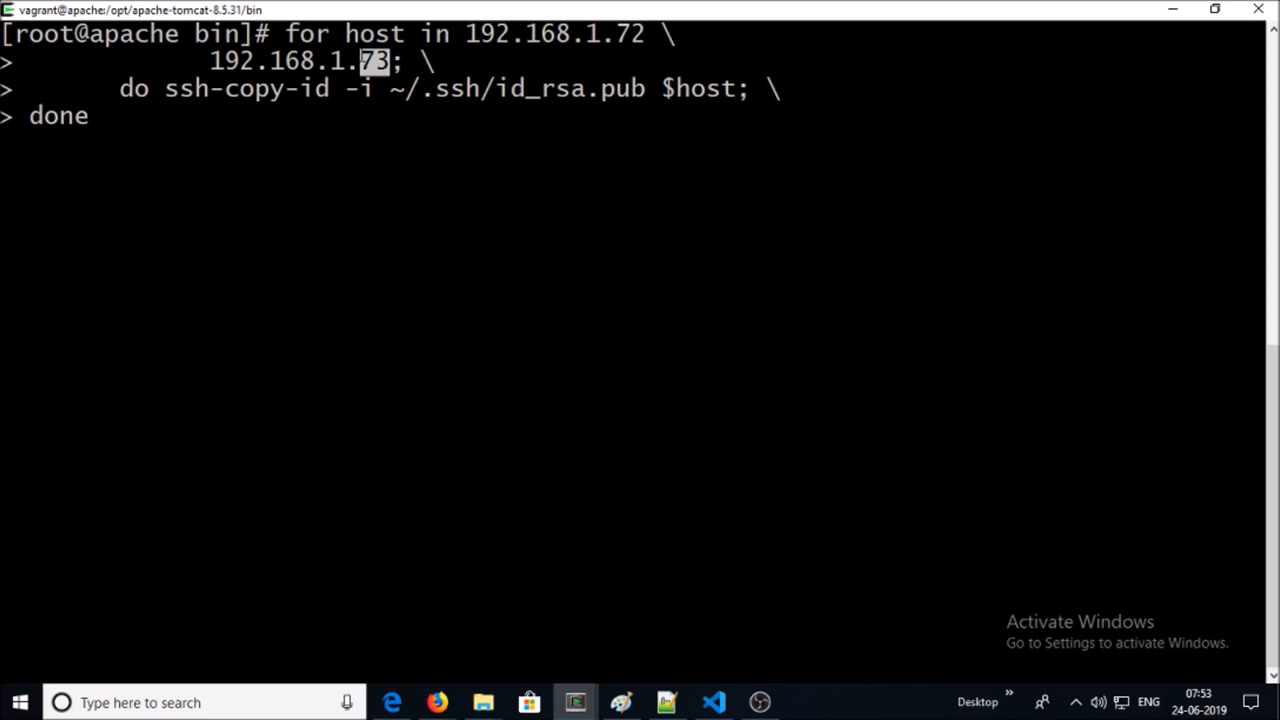 vagrant@apache:/opt/apache-tomcat-8.5.31/bin
[root@apache bin]# for host in 192.168.1.72 \
>             192.168.1.73; \
>       do ssh-copy-id -i ~/.ssh/id_rsa.pub $host; \
> done
Activate Windows
Go to Settings to activate Windows.
Type here to search
Desktop
»
ENG
07:53
24-06-2019